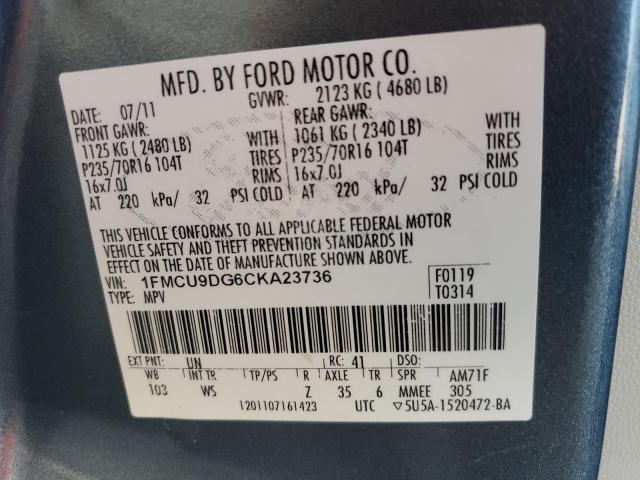 MFD. BY FORD MOTOR CO.
DATE: 07/11 GVWR: 2123 KG ( 4680 LB)
FRONT GAWR: REAR GAWR:
1125 KG ( 2480 LB) WITH 1061 KG ( 2340 LB) WITH
P235/70R16 104T TIRES P235/70R16 104T TIRES
16x7.0J RIMS 16x7.0J RIMS
AT 220 kPa/ 32 PSI COLD AT 220 kPa/ 32 PSI COLD
THIS VEHICLE CONFORMS TO ALL APPLICABLE FEDERAL MOTOR
VEHICLE SAFETY AND THEFT PREVENTION STANDARDS IN
EFFECT ON THE DATE OF MANUFACTURE SHOWN ABOVE.
VIN: 1FMCU9DG6CKA23736 F0119
TYPE: MPV T0314
EXT PNT: UN RC: 41 DSO:
WB INT TR TP/PS R AXLE TR SPR AM71F
103 WS Z 35 6 MMEE 305
1201107161423 UTC ▽5U5A-1520472-BA